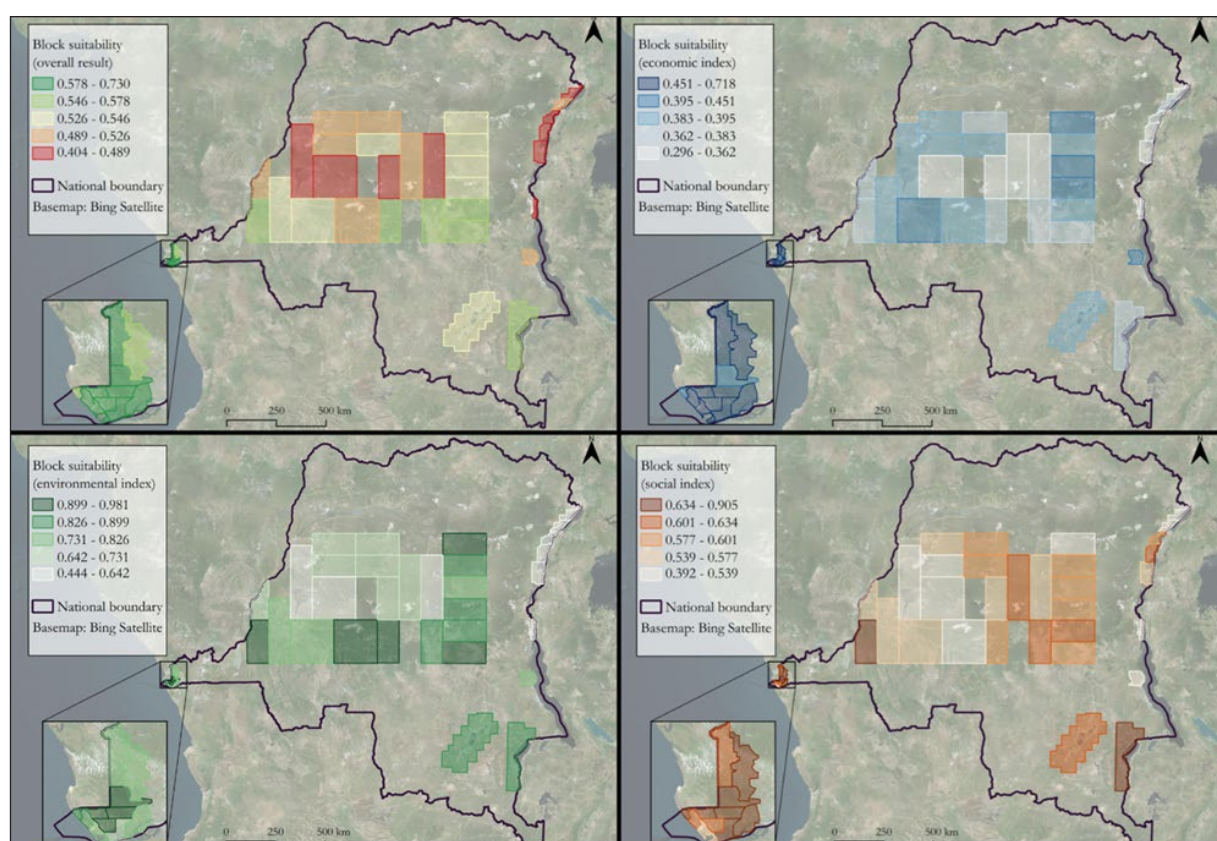 Block suitability
(overall result)
0.578 - 0.730
0.546 - 0.578
0.526 - 0.546
0.489 - 0.526
0.404 - 0.489
National boundary
Basemap: Bing Satellite
0 250 500 km
Block suitability
(economic index)
0.451 - 0.718
0.395 - 0.451
0.383 - 0.395
0.362 - 0.383
0.296 - 0.362
National boundary
Basemap: Bing Satellite
0 250 500 km
N
Block suitability
(environmental index)
0.899 - 0.981
0.826 - 0.899
0.731 - 0.826
0.642 - 0.731
0.444 - 0.642
National boundary
Basemap: Bing Satellite
0 250 500 km
N
Block suitability
(social index)
0.634 - 0.905
0.601 - 0.634
0.577 - 0.601
0.539 - 0.577
0.392 - 0.539
National boundary
Basemap: Bing Satellite
0 250 500 km